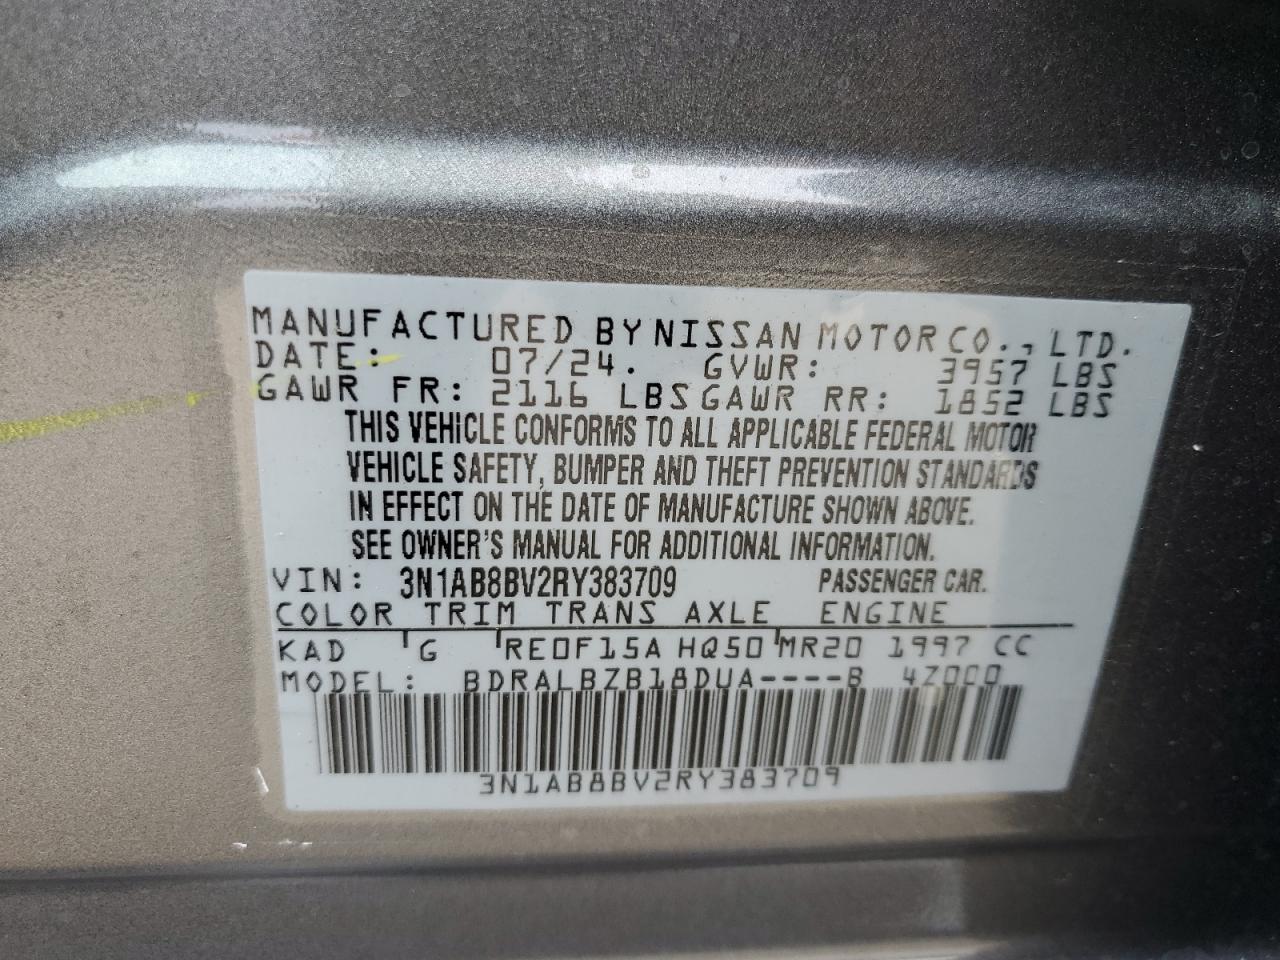 MANUFACTURED BY NISSAN MOTOR CO., LTD.
DATE: 07/24. GVWR: 3957 LBS
GAWR FR: 2116 LBS GAWR RR: 1852 LBS
THIS VEHICLE CONFORMS TO ALL APPLICABLE FEDERAL MOTOR
VEHICLE SAFETY, BUMPER AND THEFT PREVENTION STANDARDS
IN EFFECT ON THE DATE OF MANUFACTURE SHOWN ABOVE.
SEE OWNER'S MANUAL FOR ADDITIONAL INFORMATION.
VIN: 3N1AB8BV2RY383709 PASSENGER CAR.
COLOR TRIM TRANS AXLE ENGINE
KAD G RE0F15A HQ50 MR20 1997 CC
MODEL: BDRALBZB18DUA----B 4Z000
3N1AB8BV2RY383709